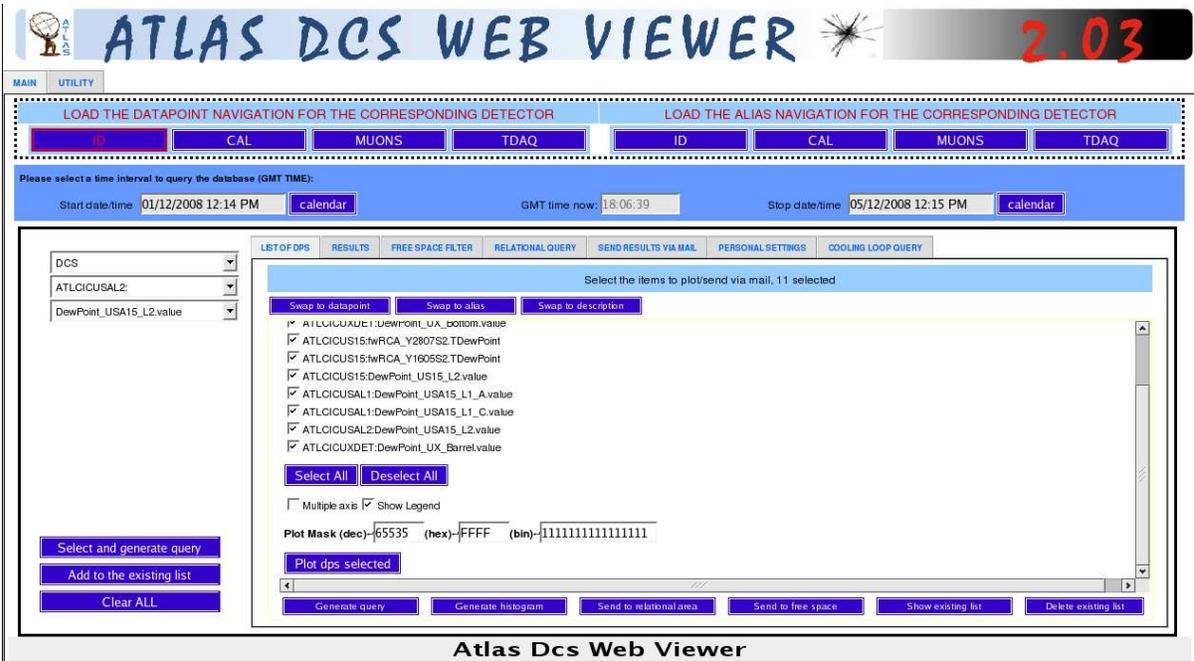 ATLAS
ATLAS DCS WEB VIEWER
2.03
MAIN
UTILITY
LOAD THE DATAPOINT NAVIGATION FOR THE CORRESPONDING DETECTOR
LOAD THE ALIAS NAVIGATION FOR THE CORRESPONDING DETECTOR
ID
CAL
MUONS
TDAQ
ID
CAL
MUONS
TDAQ
Please select a time interval to query the database (GMT TIME):
Start date/time 01/12/2008 12:14 PM calendar
GMT time now: 18:06:39
Stop date/time 05/12/2008 12:15 PM calendar
DCS
ATLCICUSAL2:
DewPoint_USA15_L2.value
Select and generate query
Add to the existing list
Clear ALL
LIST OF DPS
RESULTS
FREE SPACE FILTER
RELATIONAL QUERY
SEND RESULTS VIA MAIL
PERSONAL SETTINGS
COOLING LOOP QUERY
Select the items to plot/send via mail, 11 selected
Swap to datapoint
Swap to alias
Swap to description
ATLCICUXDET:DewPoint_UX_Bottom.value
ATLCICUS15:fwRCA_Y2807S2.TDewPoint
ATLCICUS15:fwRCA_Y1605S2.TDewPoint
ATLCICUS15:DewPoint_US15_L2.value
ATLCICUSAL1:DewPoint_USA15_L1_A.value
ATLCICUSAL1:DewPoint_USA15_L1_C.value
ATLCICUSAL2:DewPoint_USA15_L2.value
ATLCICUXDET:DewPoint_UX_Barrel.value
Select All
Deselect All
Multiple axis
Show Legend
Plot Mask (dec)- 65535 (hex)- FFFF (bin)- 1111111111111111
Plot dps selected
Generate query
Generate histogram
Send to relational area
Send to free space
Show existing list
Delete existing list
Atlas Dcs Web Viewer